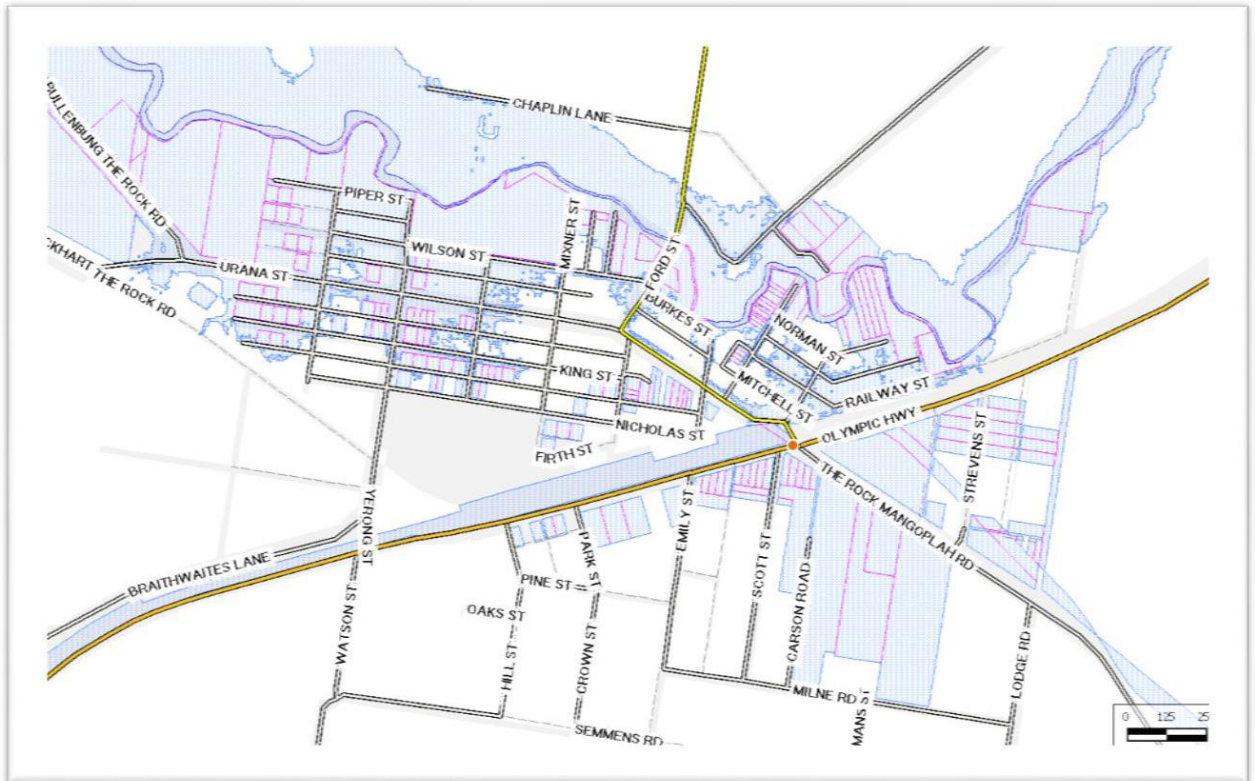 CHAPLIN LANE
BULLENBUNG THE ROCK RD
PIPER ST
MIXNER ST
WILSON ST
FORD ST
URANA ST
CKHART THE ROCK RD
BURKES ST
NORMAN ST
KING ST
MITCHELL ST
RAILWAY ST
NICHOLAS ST
OLYMPIC HWY
FIRTH ST
STREVENS ST
THE ROCK MANGOPLAH RD
YERONG ST
EMILY ST
SCOTT ST
PARK ST
BRAITHWAITES LANE
PINE ST
CARSON ROAD
OAKS ST
WATSON ST
HILL ST
CROWN ST
LODGE RD
MILNE RD
MANS ST
SEMMENS RD
0 125 25